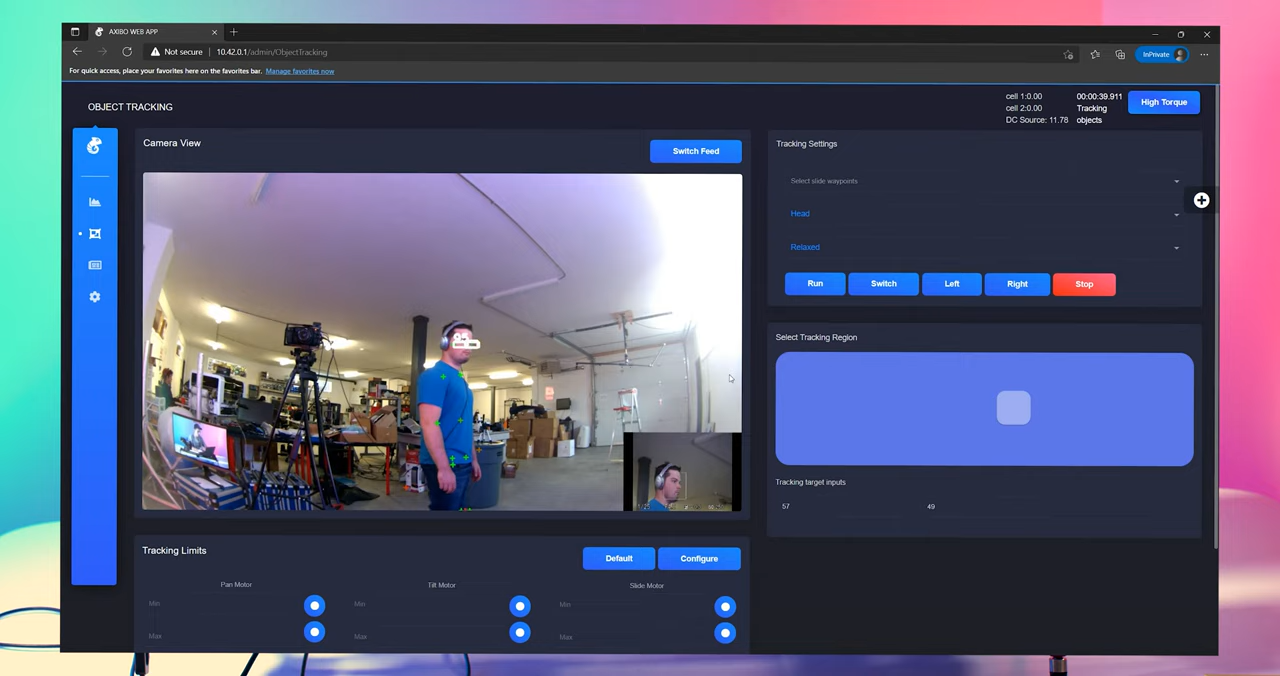 AXIBO WEB APP
Not secure
10.42.0.1/admin/ObjectTracking
InPrivate
For quick access, place your favorites here on the favorites bar. Manage favorites now
OBJECT TRACKING
cell 1:0.00
cell 2:0.00
DC Source: 11.78
00:00:39.911
Tracking
objects
High Torque
Camera View
Switch Feed
Tracking Settings
Select slide waypoints
Head
Relaxed
Run
Switch
Left
Right
Stop
Select Tracking Region
Tracking target inputs
57
49
Tracking Limits
Default
Configure
Pan Motor
Tilt Motor
Slide Motor
Min
Min
Min
Max
Max
Max